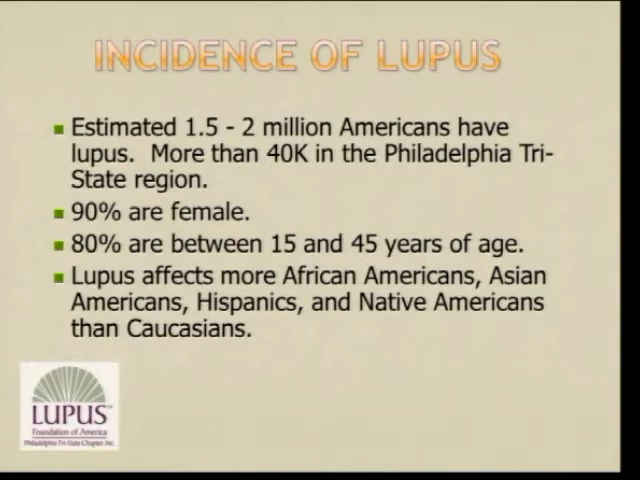 INCIDENCE OF LUPUS
Estimated 1.5 - 2 million Americans have
lupus. More than 40K in the Philadelphia Tri-
State region.
90% are female.
80% are between 15 and 45 years of age.
Lupus affects more African Americans, Asian
Americans, Hispanics, and Native Americans
than Caucasians.
LUPUS
Foundation of America
Philadelphia Tri-State Chapter, Inc.